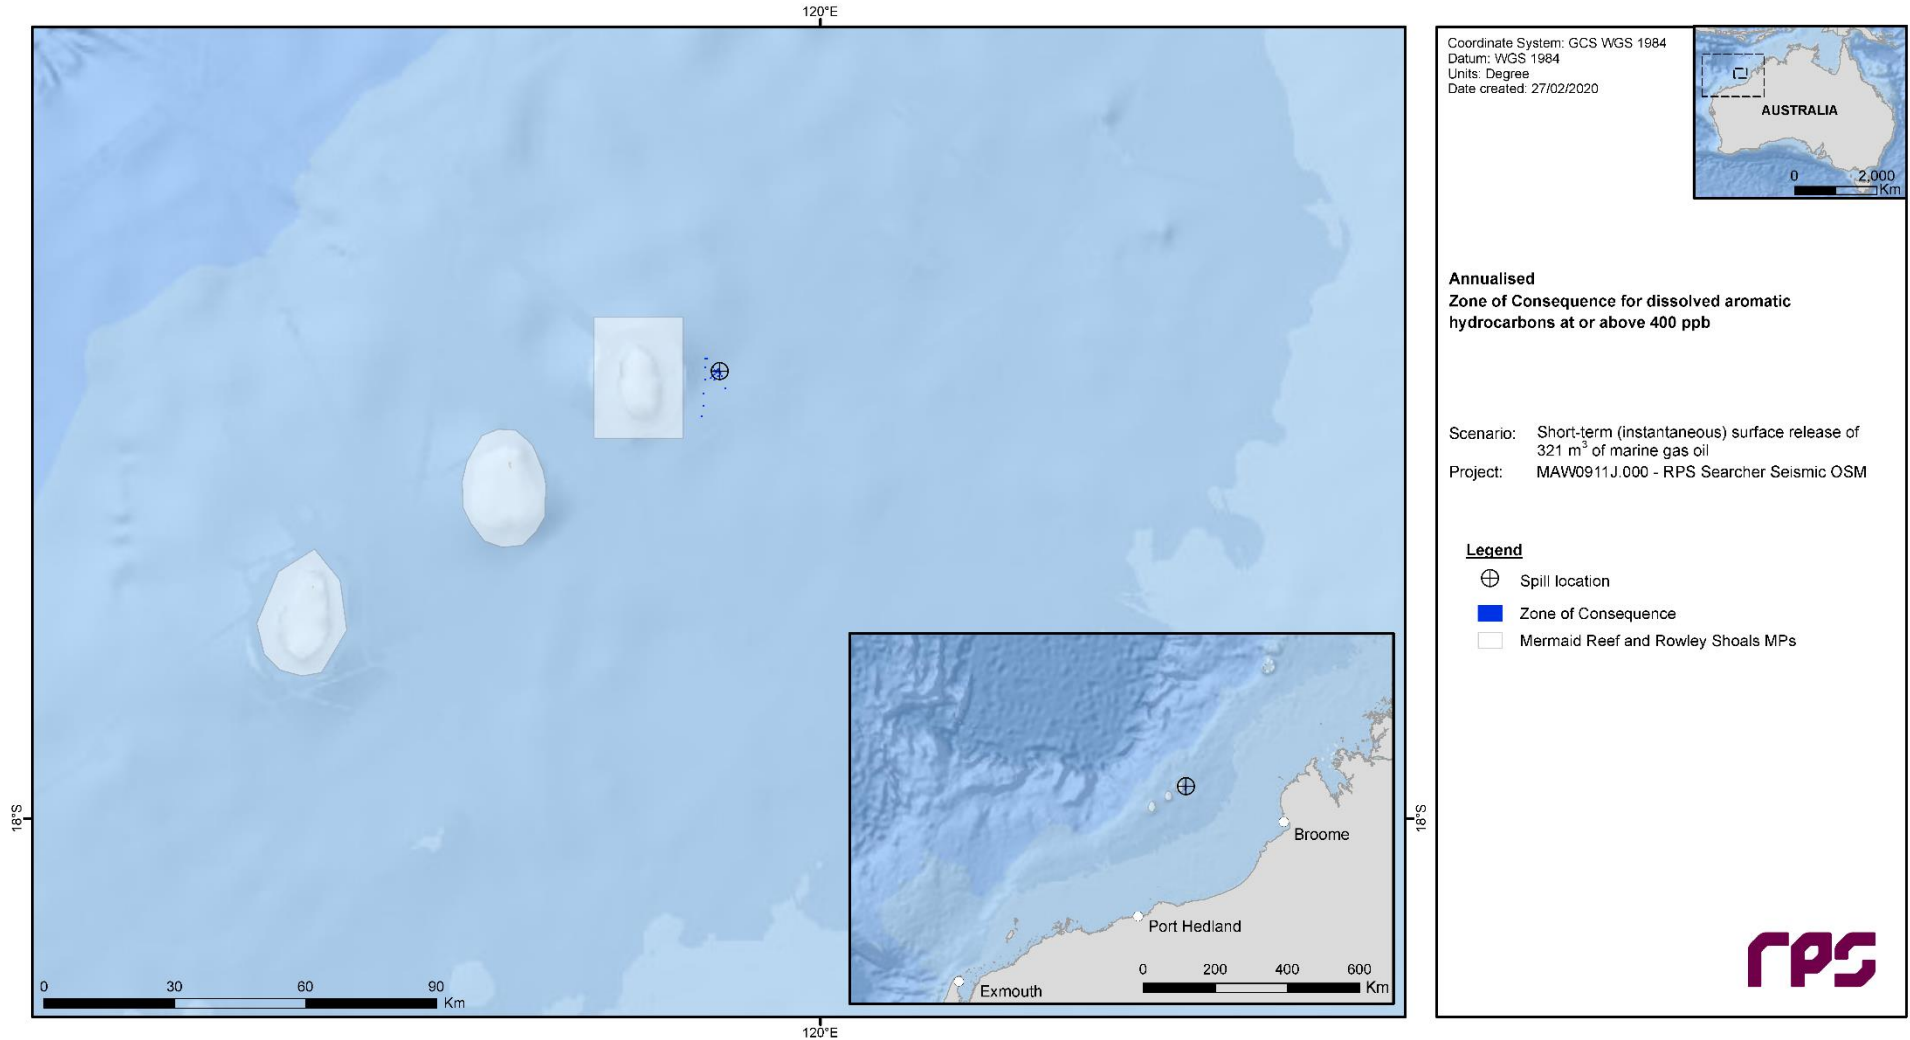 120°E
18°S
18°S
0 30 60 90
Km
120°E
Broome
Port Hedland
Exmouth
0 200 400 600
Km
Coordinate System: GCS WGS 1984
Datum: WGS 1984
Units: Degree
Date created: 27/02/2020
AUSTRALIA
0 2,000
Km
Annualised
Zone of Consequence for dissolved aromatic
hydrocarbons at or above 400 ppb
Scenario: Short-term (instantaneous) surface release of
321 m³ of marine gas oil
Project: MAW0911J.000 - RPS Searcher Seismic OSM
Legend
Spill location
Zone of Consequence
Mermaid Reef and Rowley Shoals MPs
rps